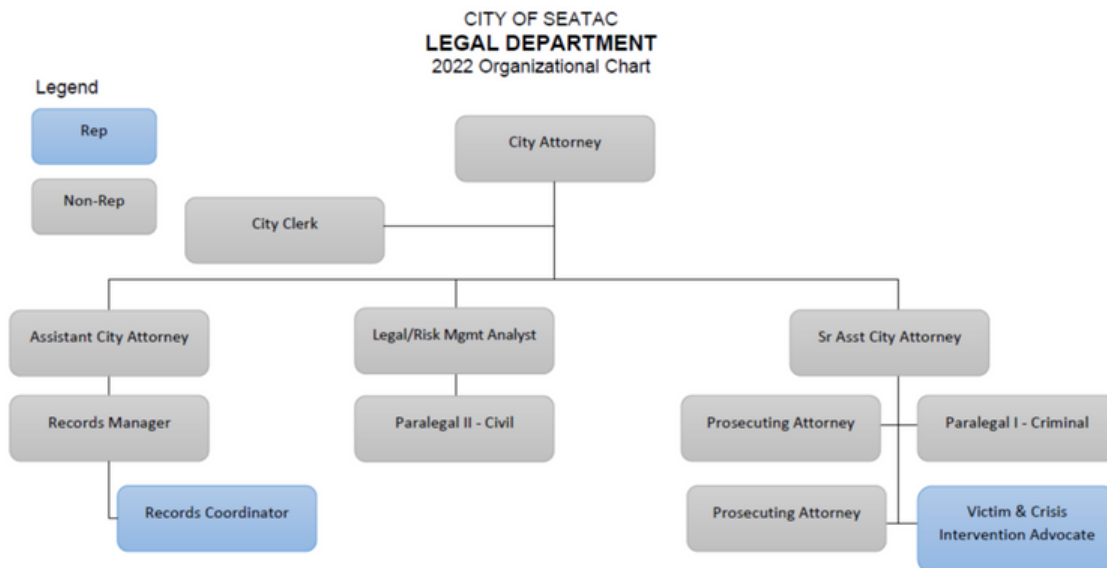 CITY OF SEATAC
LEGAL DEPARTMENT
2022 Organizational Chart
Legend
Rep
Non-Rep
City Attorney
City Clerk
Assistant City Attorney
Legal/Risk Mgmt Analyst
Sr Asst City Attorney
Records Manager
Paralegal II - Civil
Prosecuting Attorney
Paralegal I - Criminal
Records Coordinator
Prosecuting Attorney
Victim & Crisis
Intervention Advocate